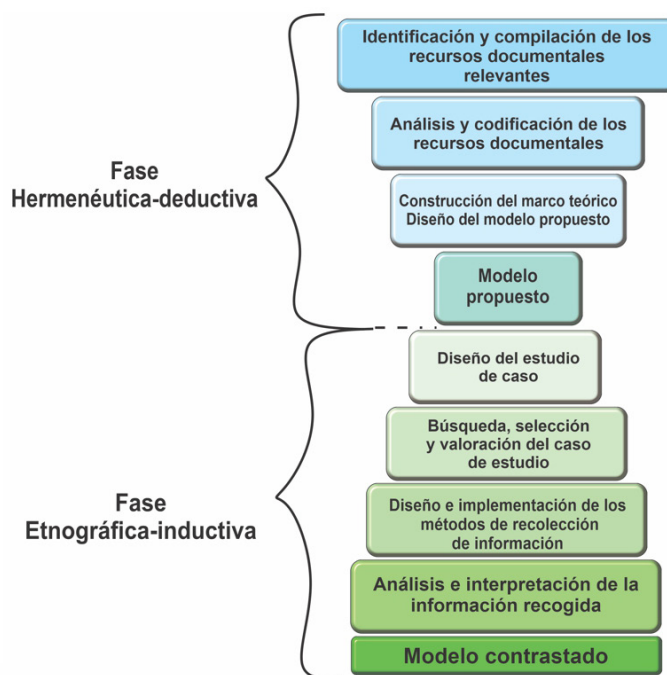 Identificación y compilación de los
recursos documentales
relevantes
Análisis y codificación de los
recursos documentales
Fase
Hermenéutica-deductiva
Construcción del marco teórico
Diseño del modelo propuesto
Modelo
propuesto
Diseño del estudio
de caso
Búsqueda, selección
y valoración del caso
de estudio
Fase
Etnográfica-inductiva
Diseño e implementación de los
métodos de recolección
de información
Análisis e interpretación de la
información recogida
Modelo contrastado